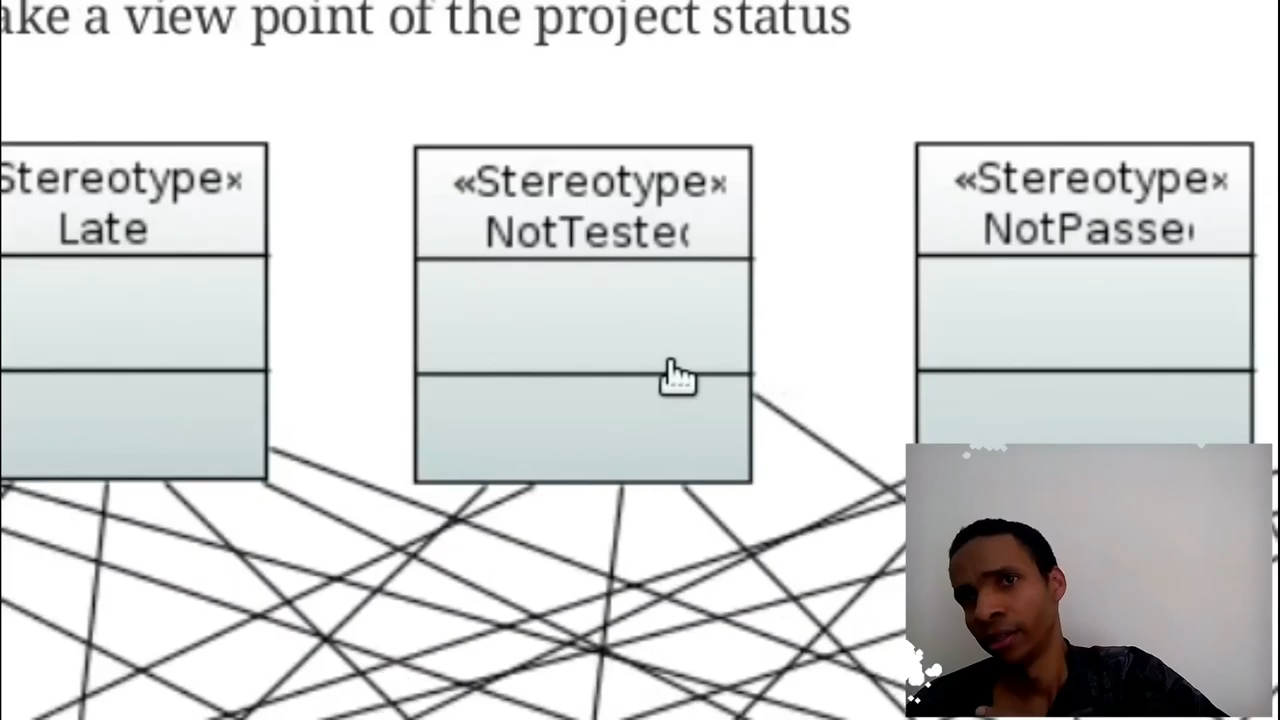 ake a view point of the project status
Stereotype»
Late
«Stereotype»
NotTeste
«Stereotype»
NotPasse